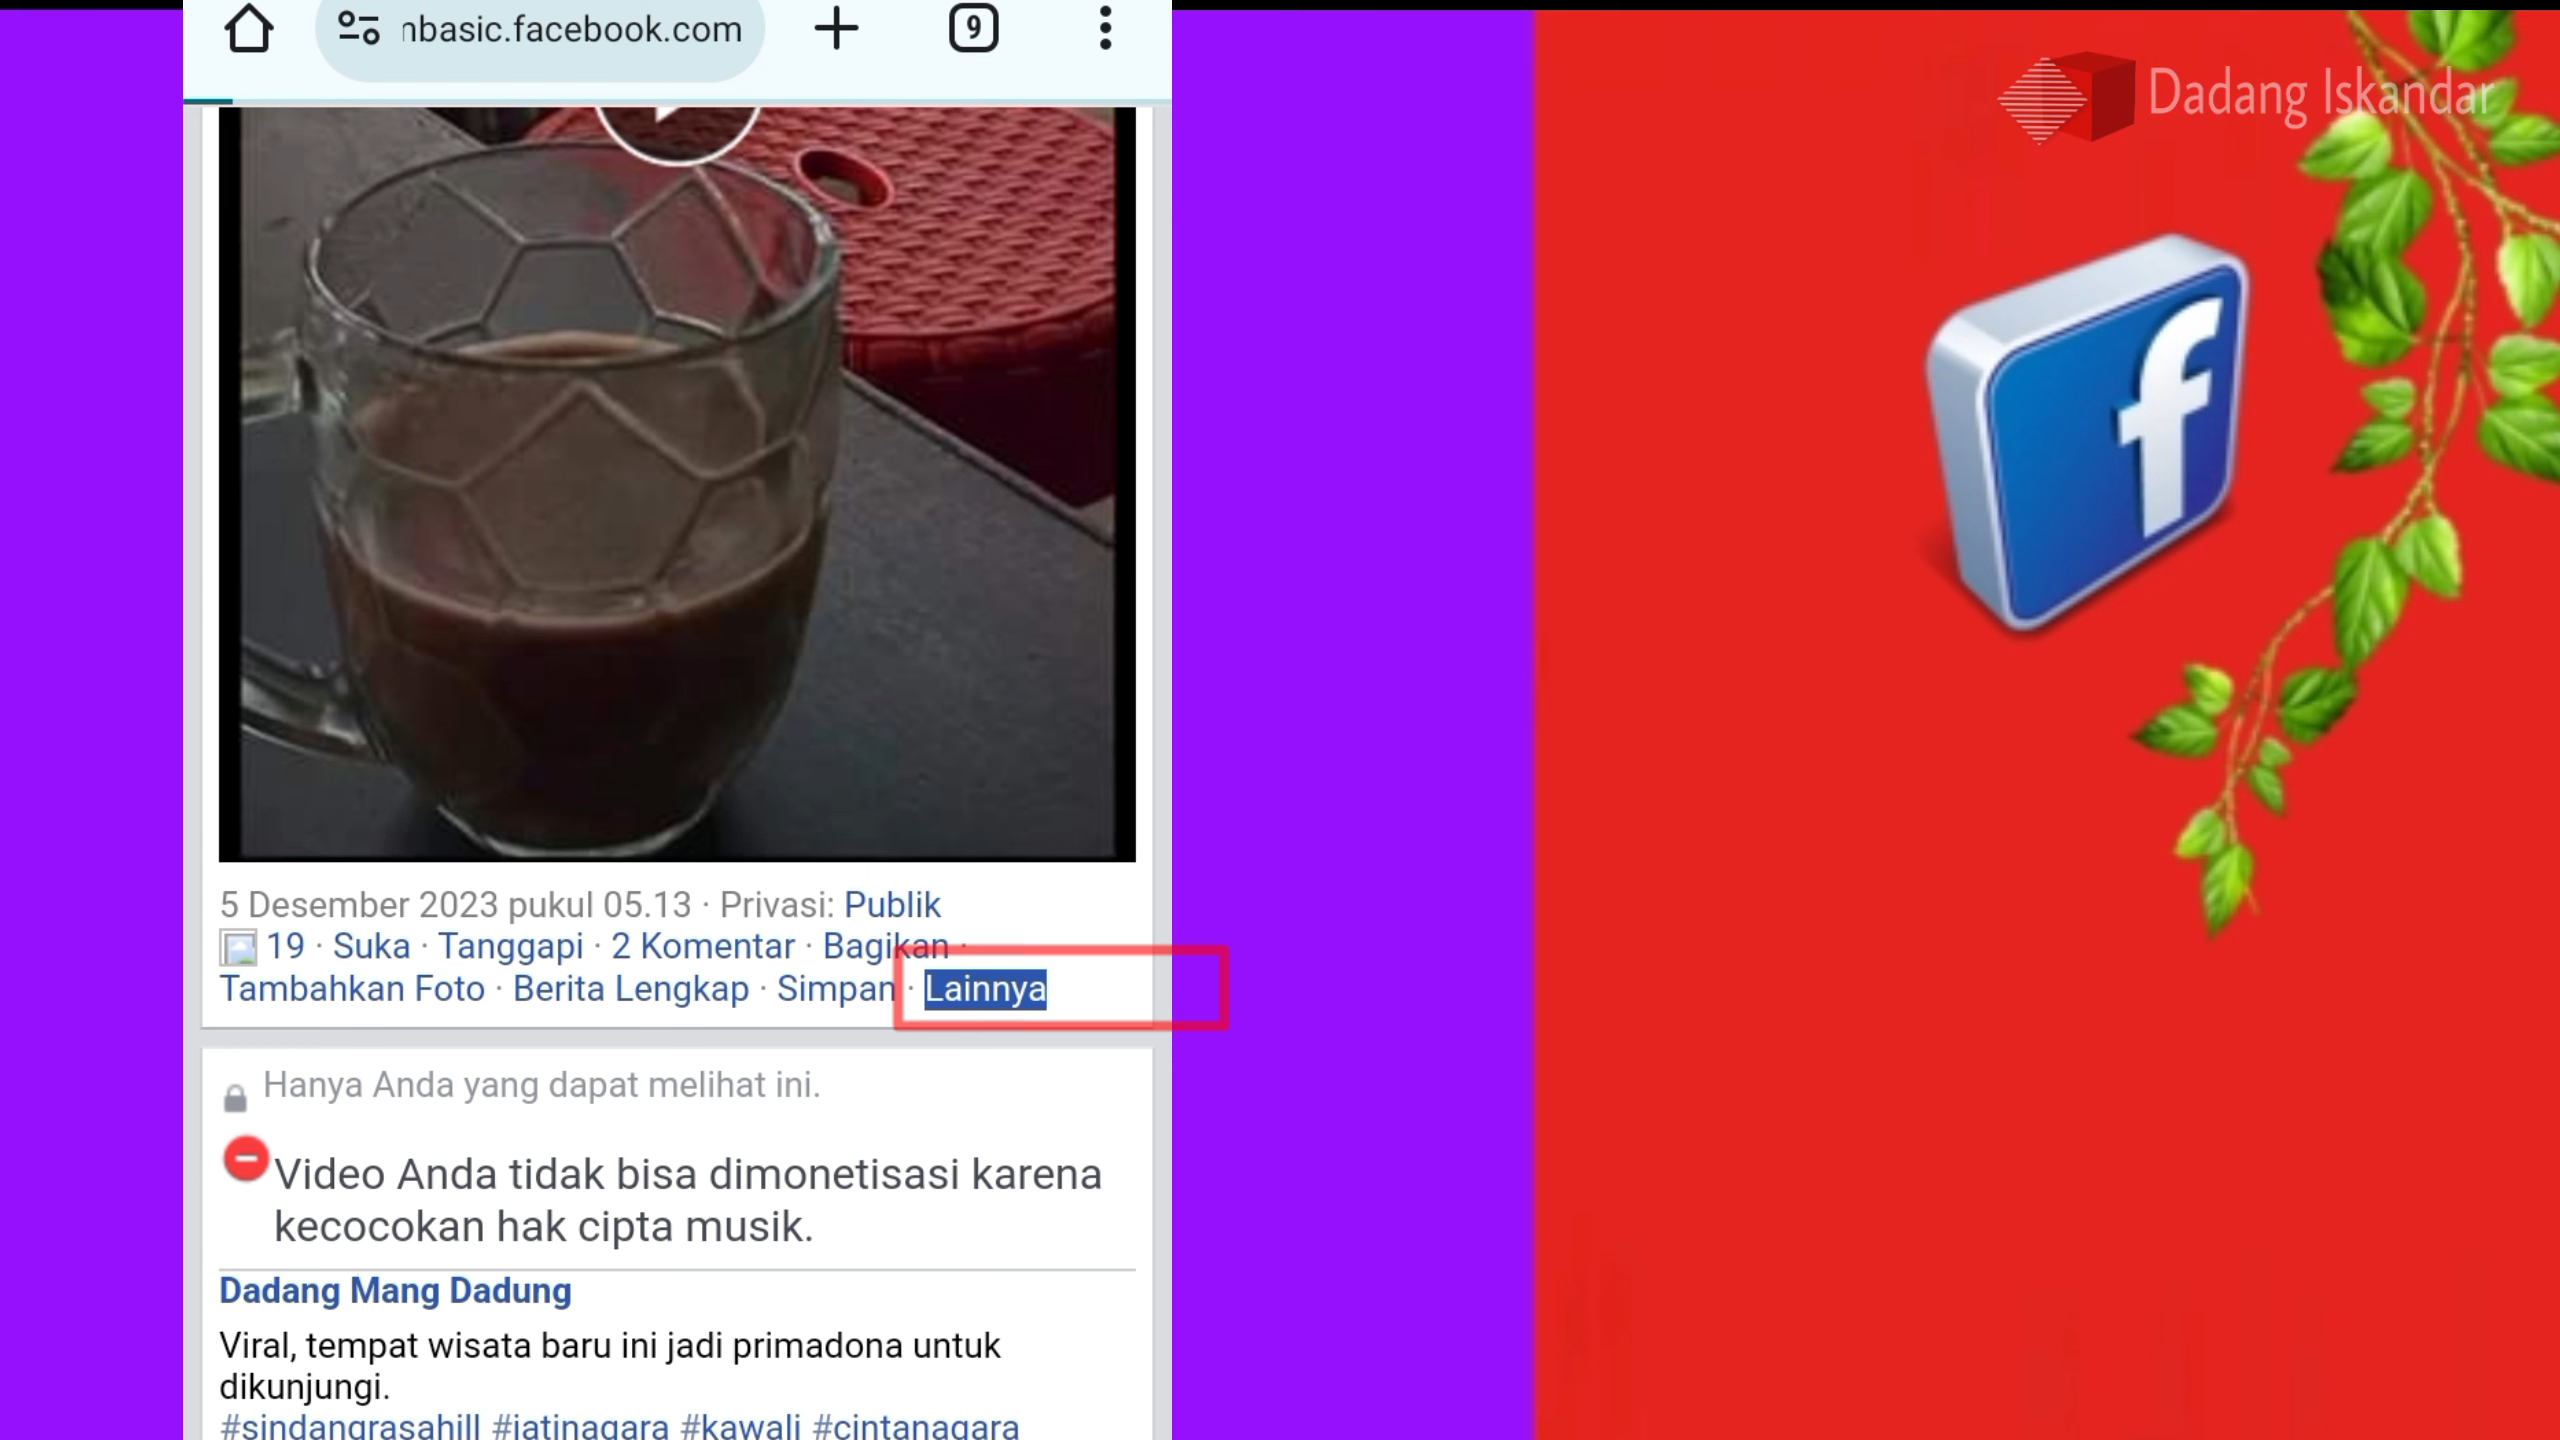 nbasic.facebook.com
9
Dadang Iskandar
f
5 Desember 2023 pukul 05.13 · Privasi: Publik
19 · Suka · Tanggapi · 2 Komentar · Bagikan ·
Tambahkan Foto · Berita Lengkap · Simpan · Lainnya
Hanya Anda yang dapat melihat ini.
Video Anda tidak bisa dimonetisasi karena
kecocokan hak cipta musik.
Dadang Mang Dadung
Viral, tempat wisata baru ini jadi primadona untuk
dikunjungi.
#sindangrasahill #jatinagara #kawali #cintanagara